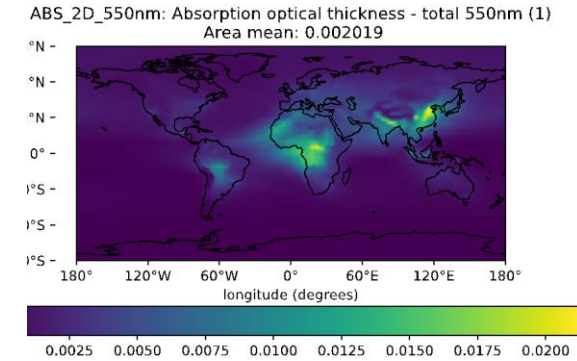 ABS_2D_550nm: Absorption optical thickness - total 550nm (1)
Area mean: 0.002019
°N
°N
°N
0°
)°S
)°S
)°S
180° 120°W 60°W 0° 60°E 120°E 180°
longitude (degrees)
0.0025 0.0050 0.0075 0.0100 0.0125 0.0150 0.0175 0.0200